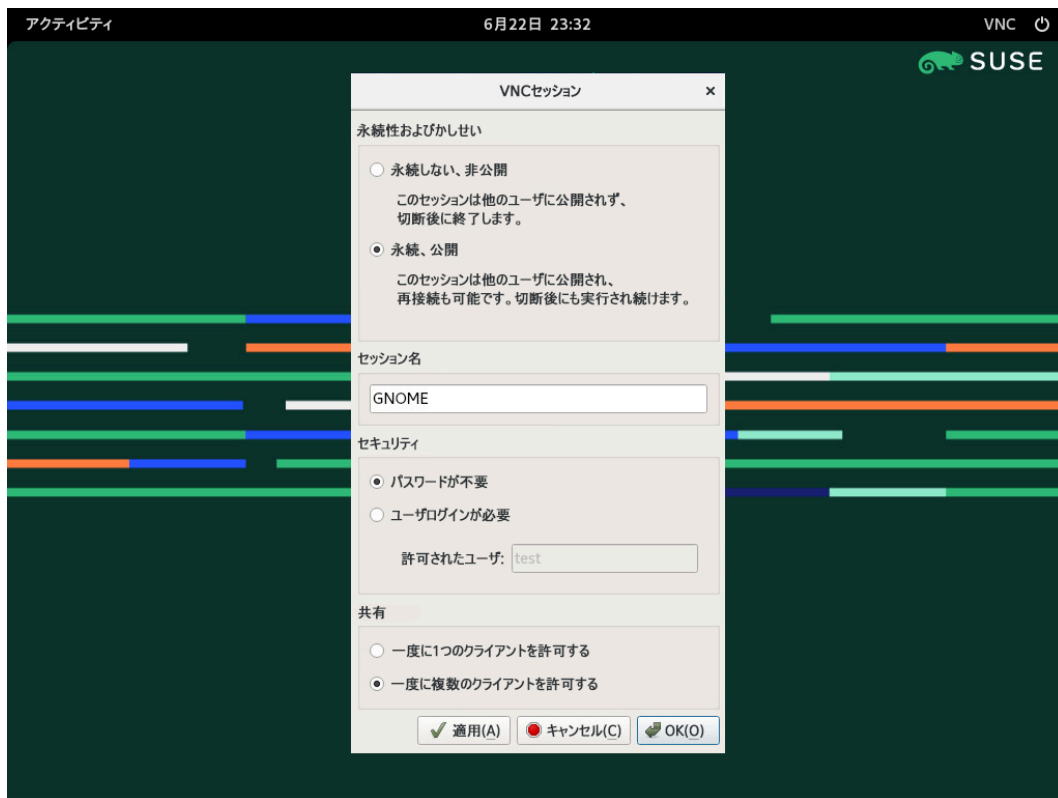 アクティビティ
6月22日 23:32
VNC
SUSE
VNCセッション
永続性およびかしせい
永続しない、非公開
このセッションは他のユーザに公開されず、
切断後に終了します。
永続、公開
このセッションは他のユーザに公開され、
再接続も可能です。切断後にも実行され続けます。
セッション名
GNOME
セキュリティ
パスワードが不要
ユーザログインが必要
許可されたユーザ: test
共有
一度に1つのクライアントを許可する
一度に複数のクライアントを許可する
適用(A) キャンセル(C) OK(O)